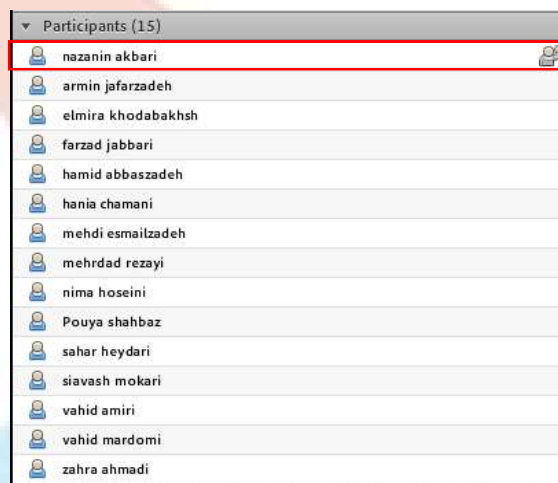 Participants (15)
nazanin akbari
armin jafarzadeh
elmira khodabakhsh
farzad jabbari
hamid abbaszadeh
hania chamani
mehdi esmailzadeh
mehrdad rezayi
nima hoseini
Pouya shahbaz
sahar heydari
siavash mokari
vahid amiri
vahid mardomi
zahra ahmadi